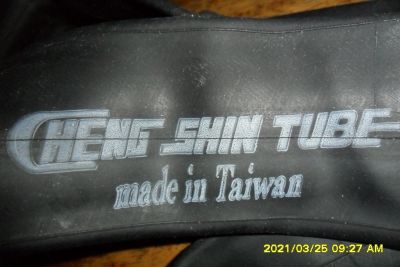 CHENG SHIN TUBE
made in Taiwan
2021/03/25 09:27 AM